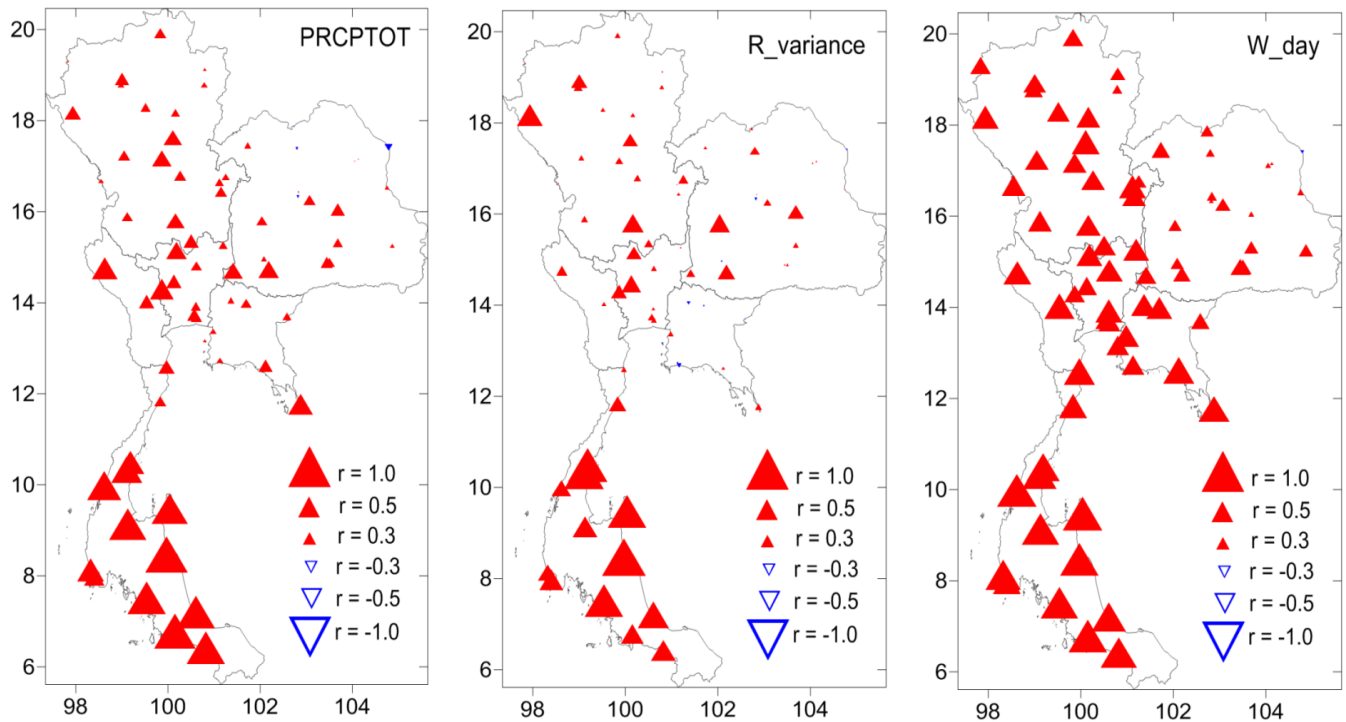 PRCPTOT
20
18
16
14
12
10
8
6
98
100
102
104
r = 1.0
r = 0.5
r = 0.3
r = -0.3
r = -0.5
r = -1.0
R_variance
20
18
16
14
12
10
8
6
98
100
102
104
r = 1.0
r = 0.5
r = 0.3
r = -0.3
r = -0.5
r = -1.0
W_day
20
18
16
14
12
10
8
6
98
100
102
104
r = 1.0
r = 0.5
r = 0.3
r = -0.3
r = -0.5
r = -1.0